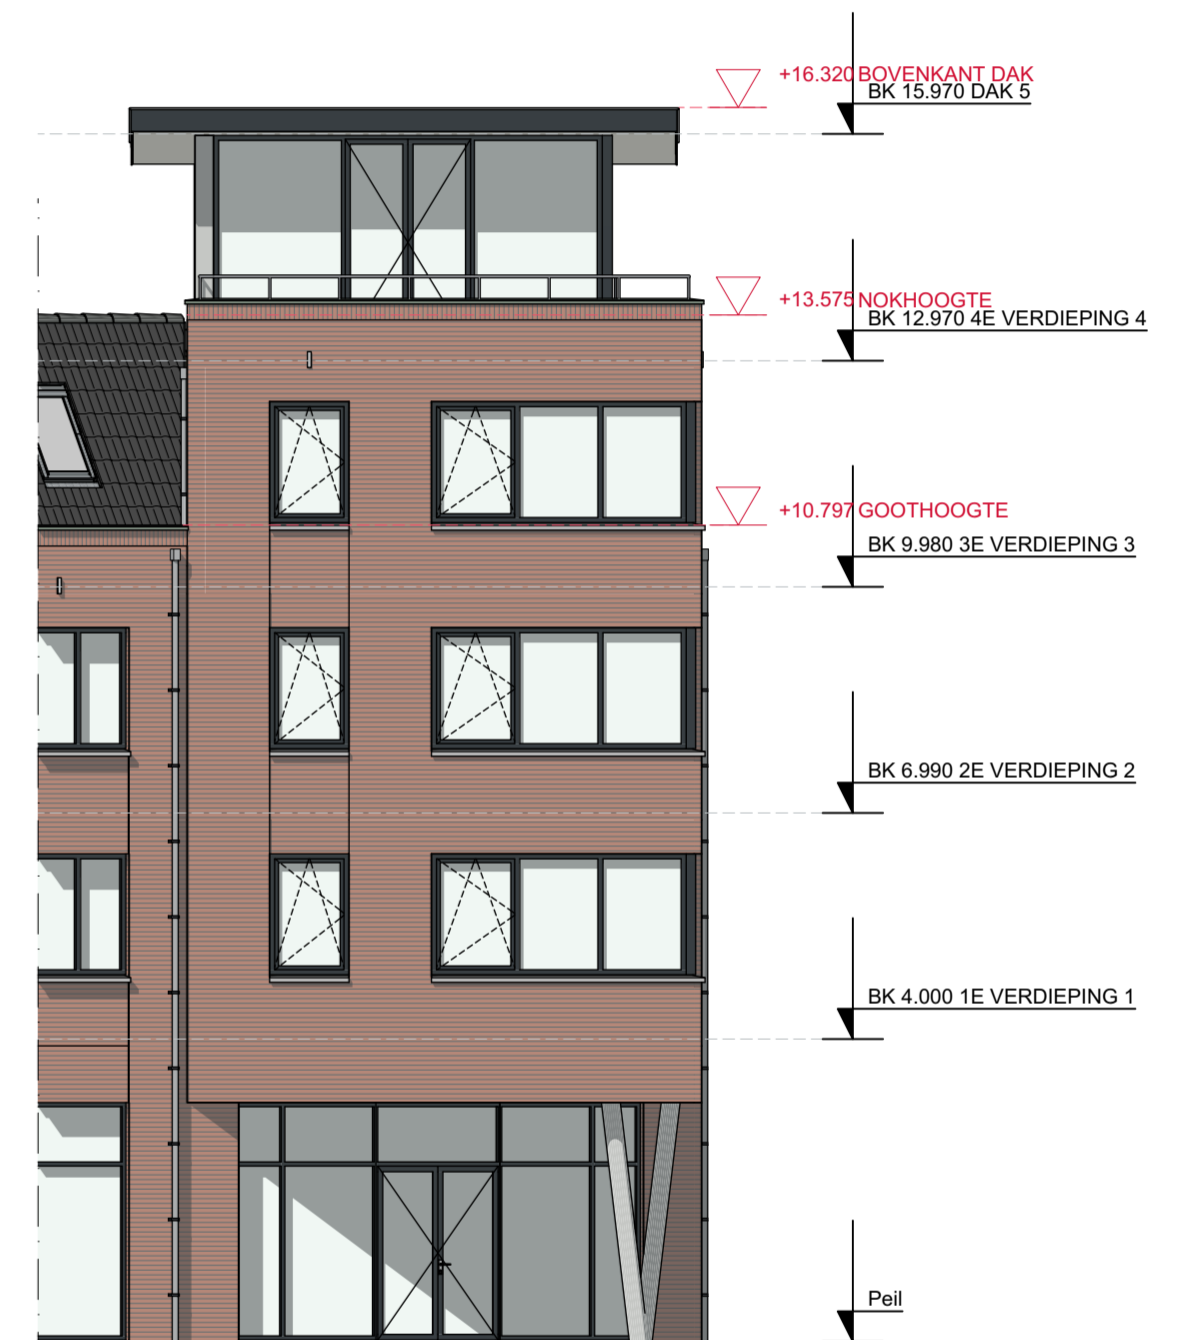 +16.320 BOVENKANT DAK
BK 15.970 DAK 5
+13.575 NOKHOOGTE
BK 12.970 4E VERDIEPING 4
+10.797 GOOTHOOGTE
BK 9.980 3E VERDIEPING 3
BK 6.990 2E VERDIEPING 2
BK 4.000 1E VERDIEPING 1
Peil